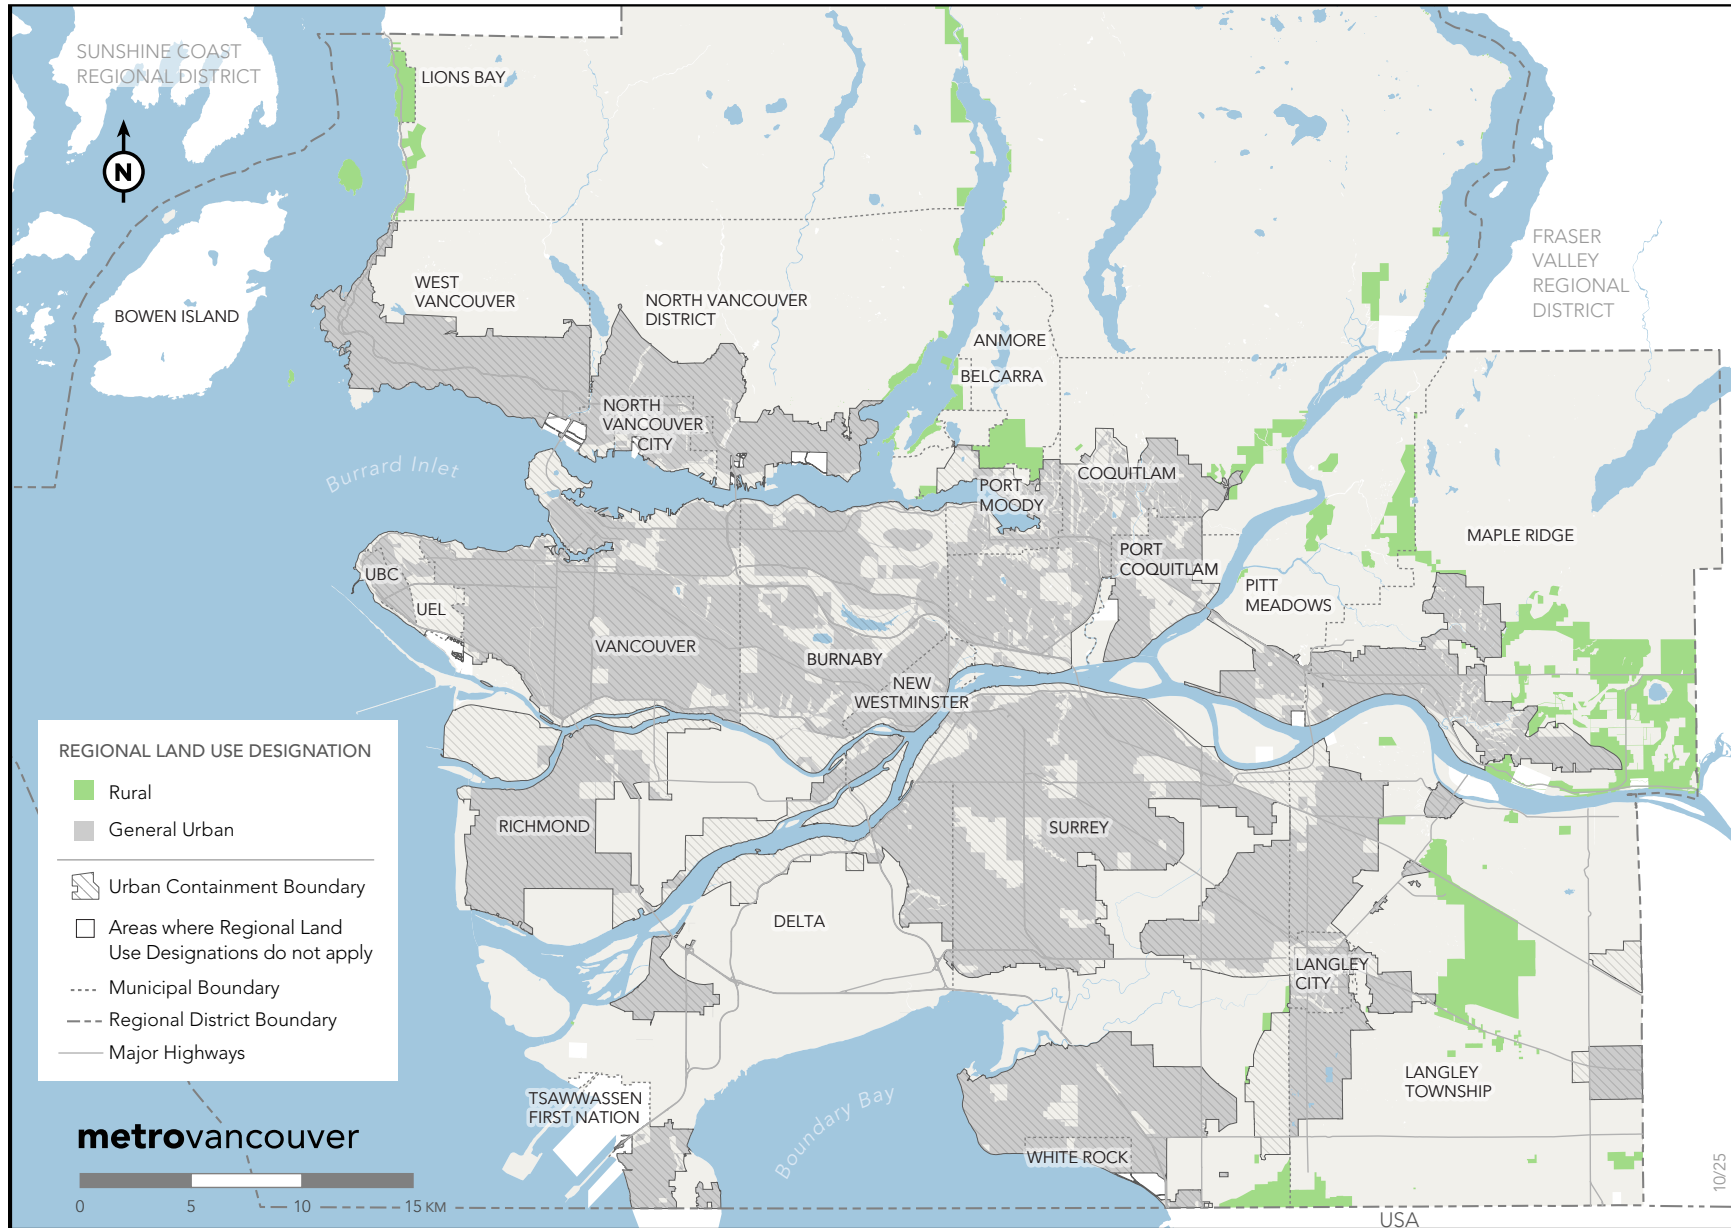 SUNSHINE COAST
REGIONAL DISTRICT
LIONS BAY
N
FRASER
VALLEY
REGIONAL
DISTRICT
WEST
VANCOUVER
NORTH VANCOUVER
DISTRICT
BOWEN ISLAND
ANMORE
BELCARRA
NORTH
VANCOUVER
CITY
Burrard Inlet
COQUITLAM
PORT
MOODY
MAPLE RIDGE
PORT
COQUITLAM
UBC
UEL
PITT
MEADOWS
VANCOUVER
BURNABY
NEW
WESTMINSTER
REGIONAL LAND USE DESIGNATION
Rural
General Urban
Urban Containment Boundary
Areas where Regional Land
Use Designations do not apply
Municipal Boundary
Regional District Boundary
Major Highways
RICHMOND
SURREY
DELTA
LANGLEY
CITY
LANGLEY
TOWNSHIP
TSAWWASSEN
FIRST NATION
Boundary Bay
WHITE ROCK
metrovancouver
0 5 10 15 KM
10/25
USA